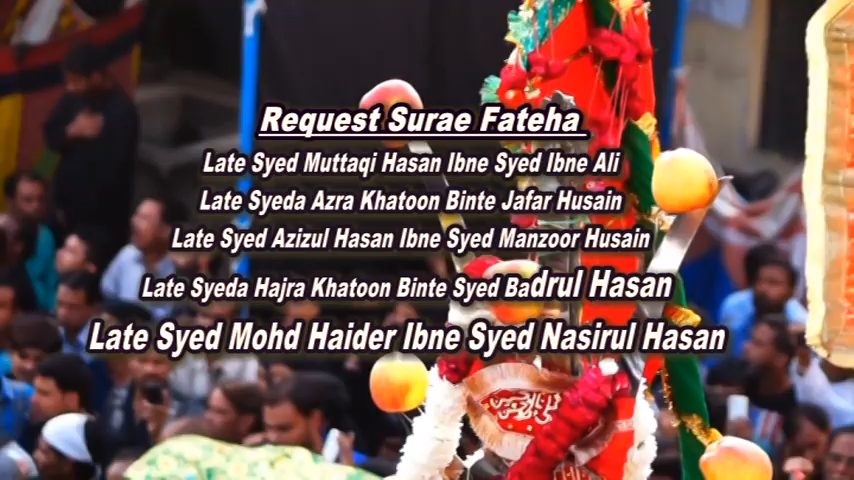 Request Surae Fateha
Late Syed Muttaqi Hasan Ibne Syed Ibne Ali
Late Syeda Azra Khatoon Binte Jafar Husain
Late Syed Azizul Hasan Ibne Syed Manzoor Husain
Late Syeda Hajra Khatoon Binte Syed Badrul Hasan
Late Syed Mohd Haider Ibne Syed Nasirul Hasan